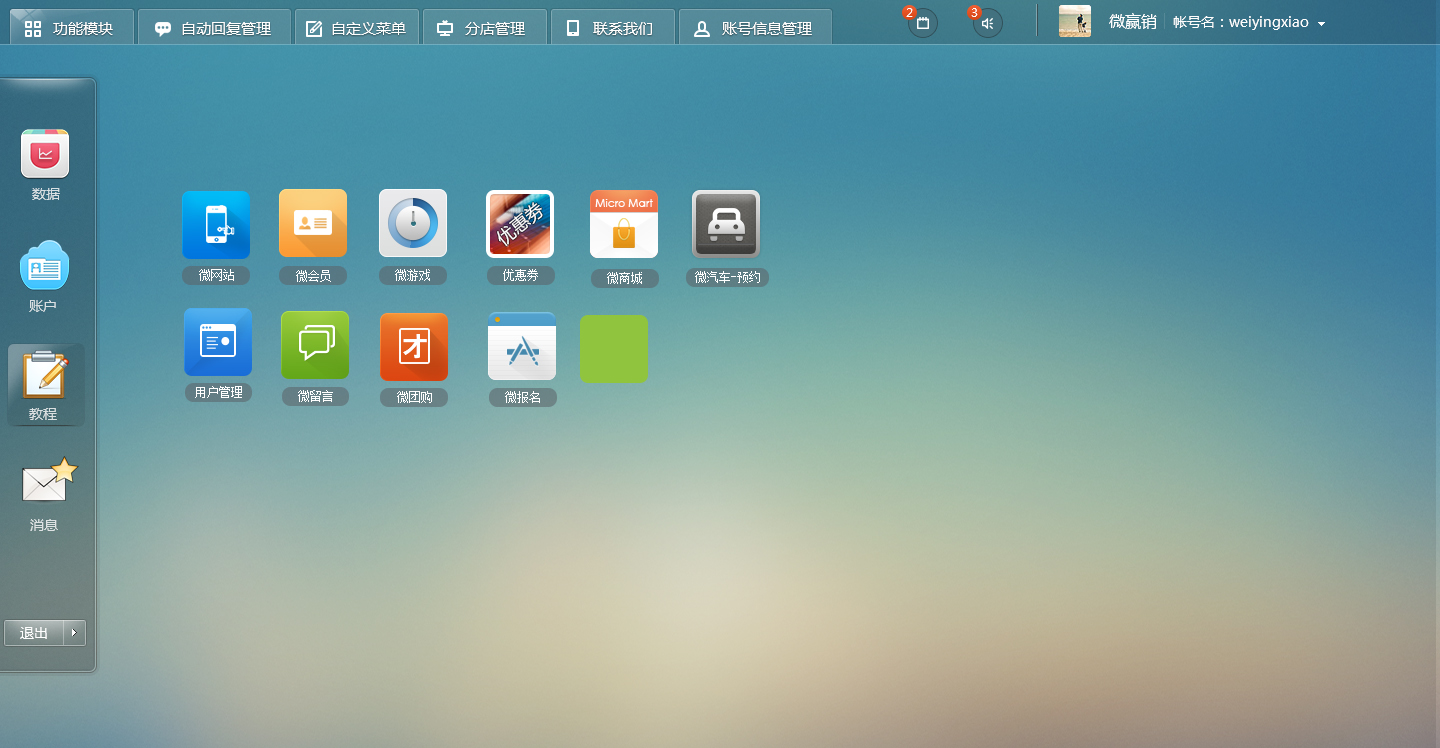 功能模块
自动回复管理
自定义菜单
分店管理
联系我们
账号信息管理
2
3
微赢销
帐号名：weiyingxiao
数据
账户
教程
消息
退出
优惠券
Micro Mart
微网站
微会员
微游戏
优惠券
微商城
微汽车-预约
团
用户管理
微留言
微团购
微报名